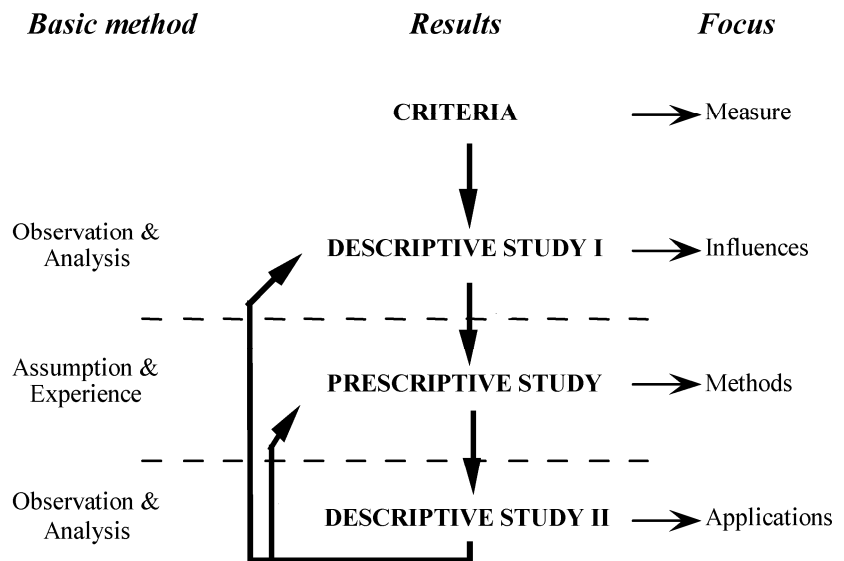 Basic method Results Focus
CRITERIA Measure
Observation &
Analysis
DESCRIPTIVE STUDY I Influences
Assumption &
Experience
PRESCRIPTIVE STUDY Methods
Observation &
Analysis
DESCRIPTIVE STUDY II Applications